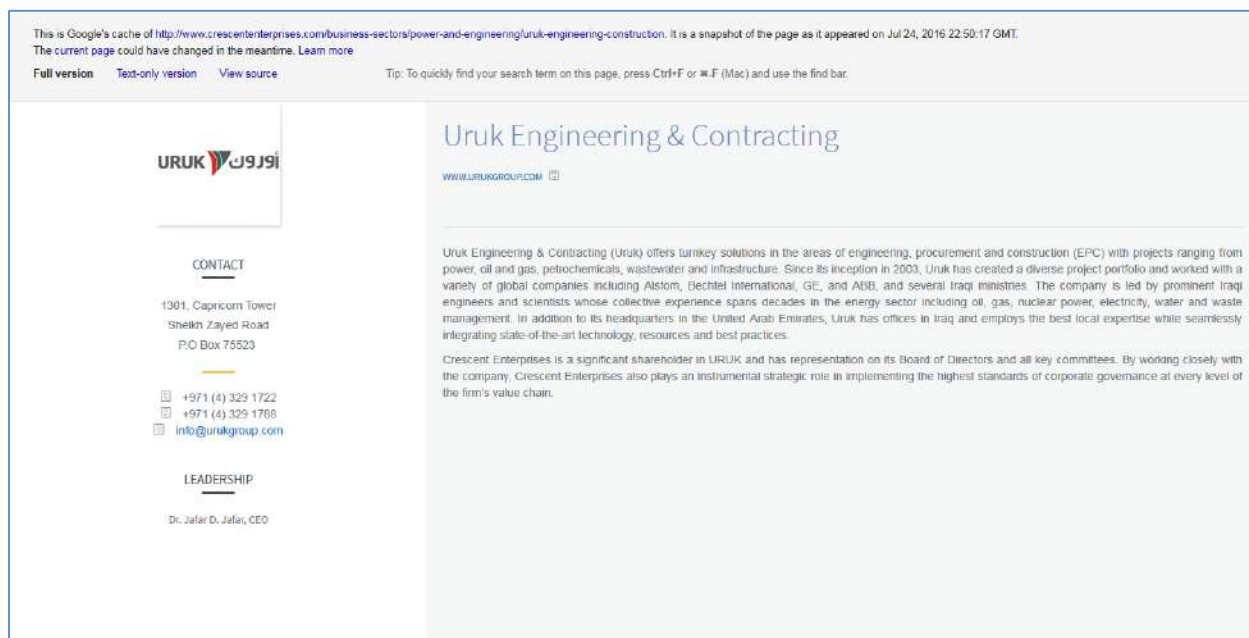 This is Google's cache of http://www.crescententerprises.com/business-sectors/power-and-engineering/uruk-engineering-construction. It is a snapshot of the page as it appeared on Jul 24, 2016 22:50:17 GMT.
The current page could have changed in the meantime. Learn more
Full version Text-only version View source Tip: To quickly find your search term on this page, press Ctrl+F or ⌘-F (Mac) and use the find bar.
URUK أوروك
CONTACT
1301, Capricorn Tower
Sheikh Zayed Road
P.O Box 75523
+971 (4) 329 1722
+971 (4) 329 1788
info@urukgroup.com
LEADERSHIP
Dr. Jafar D. Jafar, CEO
Uruk Engineering & Contracting
WWW.URUKGROUP.COM
Uruk Engineering & Contracting (Uruk) offers turnkey solutions in the areas of engineering, procurement and construction (EPC) with projects ranging from
power, oil and gas, petrochemicals, wastewater and infrastructure. Since its inception in 2003, Uruk has created a diverse project portfolio and worked with a
variety of global companies including Alstom, Bechtel International, GE, and ABB, and several Iraqi ministries. The company is led by prominent Iraqi
engineers and scientists whose collective experience spans decades in the energy sector including oil, gas, nuclear power, electricity, water and waste
management. In addition to its headquarters in the United Arab Emirates, Uruk has offices in Iraq and employs the best local expertise while seamlessly
integrating state-of-the-art technology, resources and best practices.
Crescent Enterprises is a significant shareholder in URUK and has representation on its Board of Directors and all key committees. By working closely with
the company, Crescent Enterprises also plays an instrumental strategic role in implementing the highest standards of corporate governance at every level of
the firm's value chain.